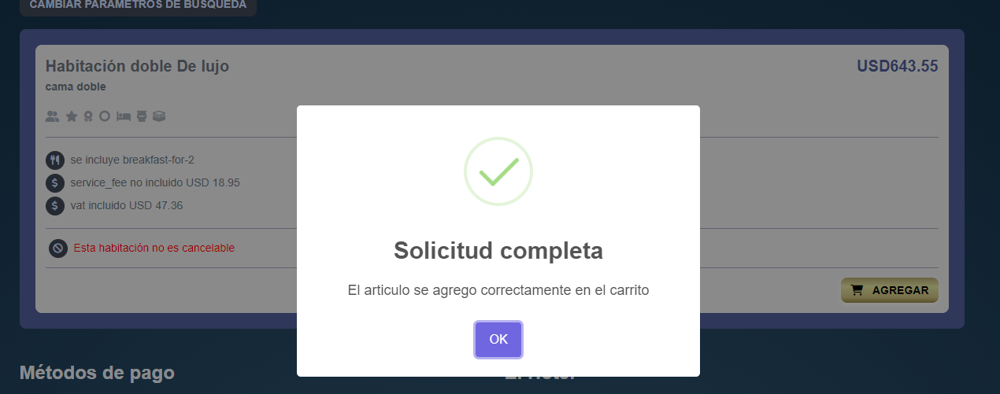 CAMBIAR PARAMETROS DE BUSQUEDA
Habitación doble De lujo
USD643.55
cama doble
se incluye breakfast-for-2
service_fee no incluido USD 18.95
vat incluido USD 47.36
Esta habitación no es cancelable
AGREGAR
Solicitud completa
El articulo se agrego correctamente en el carrito
OK
Métodos de pago